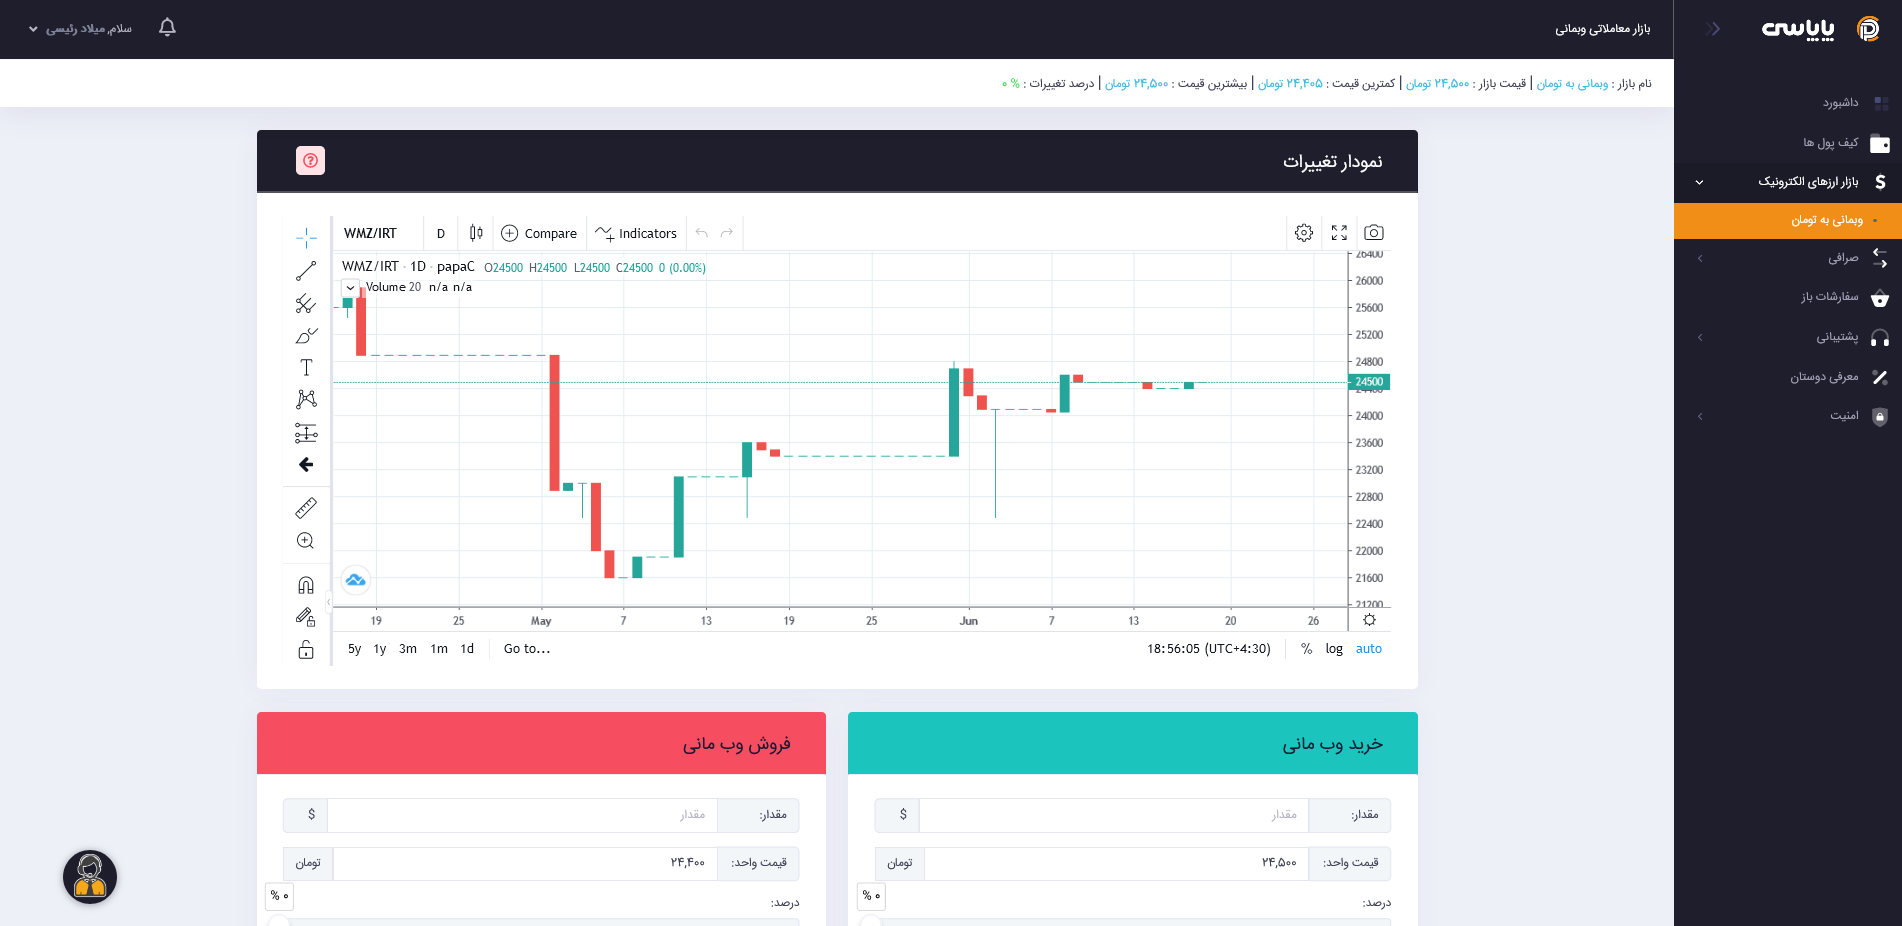 پاپاسی
بازار معاملاتی وبمانی
سلام, میلاد رئیسی
نام بازار : وبمانی به تومان | قیمت بازار : ۲۴,۵۰۰ تومان | کمترین قیمت : ۲۴,۴۰۵ تومان | بیشترین قیمت : ۲۴,۵۰۰ تومان | درصد تغییرات : % ۰
داشبورد
کیف پول ها
بازار ارزهای الکترونیک
وبمانی به تومان
صرافی
سفارشات باز
پشتیبانی
معرفی دوستان
امنیت
نمودار تغییرات
WMZ/IRT D Compare Indicators
WMZ/IRT · 1D · papaC O24500 H24500 L24500 C24500 0 (0.00%)
Volume 20 n/a n/a
26400
26000
25600
25200
24800
24500
24400
24000
23600
23200
22800
22400
22000
21600
21200
19 25 May 7 13 19 25 Jun 7 13 20 26
5y 1y 3m 1m 1d Go to... 18:56:05 (UTC+4:30) % log auto
خرید وب مانی
مقدار: مقدار $
قیمت واحد: ۲۴,۵۰۰ تومان
درصد:
% ۰
فروش وب مانی
مقدار: مقدار $
قیمت واحد: ۲۴,۴۰۰ تومان
درصد:
% ۰